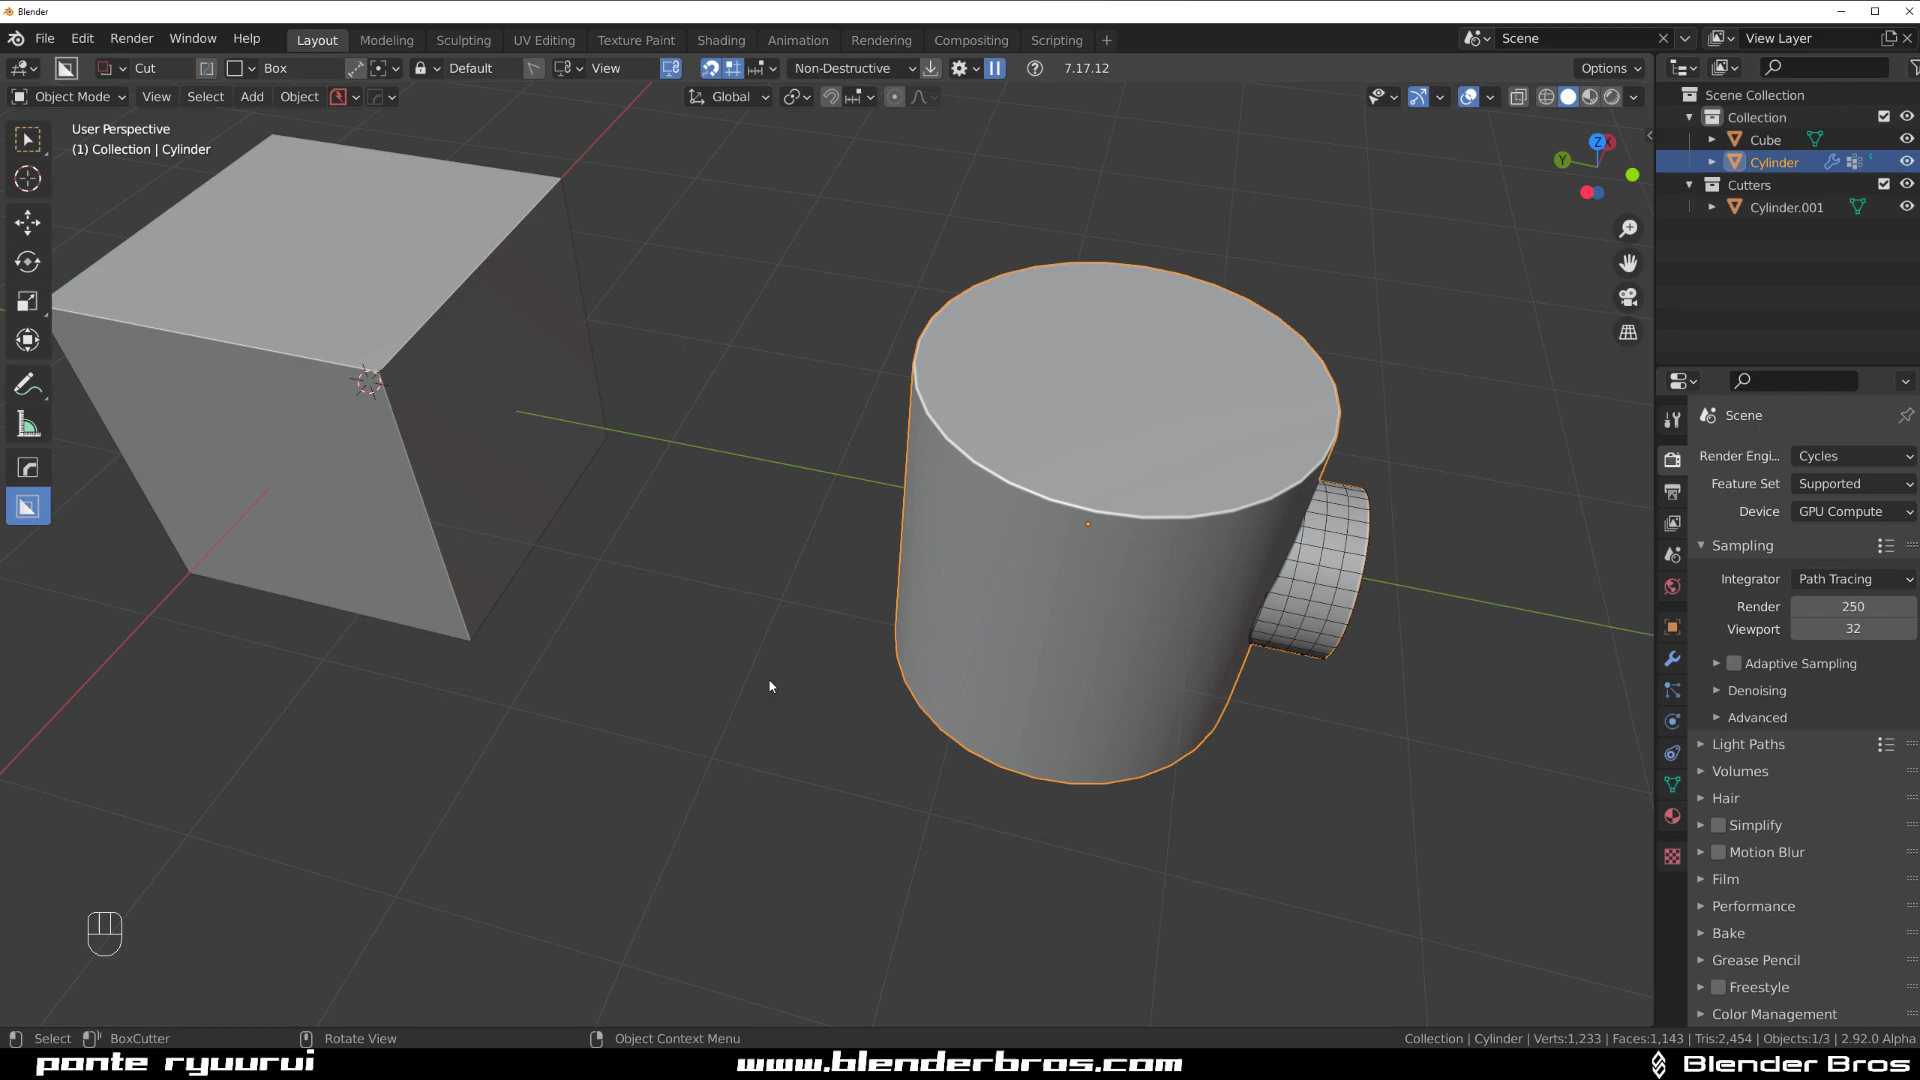 Blender
File Edit Render Window Help Layout Modeling Sculpting UV Editing Texture Paint Shading Animation Rendering Compositing Scripting + Scene View Layer
Cut Box Default View Non-Destructive 7.17.12 Options
Object Mode View Select Add Object Global
User Perspective
(1) Collection | Cylinder
Z X
Y
Scene Collection
Collection
Cube
Cylinder
Cutters
Cylinder.001
Scene
Render Engi... Cycles
Feature Set Supported
Device GPU Compute
Sampling
Integrator Path Tracing
Render 250
Viewport 32
Adaptive Sampling
Denoising
Advanced
Light Paths
Volumes
Hair
Simplify
Motion Blur
Film
Performance
Bake
Grease Pencil
Freestyle
Color Management
Select BoxCutter Rotate View Object Context Menu Collection | Cylinder | Verts:1,233 | Faces:1,143 | Tris:2,454 | Objects:1/3 | 2.92.0 Alpha
ponte ryuurui www.blenderbros.com Blender Bros